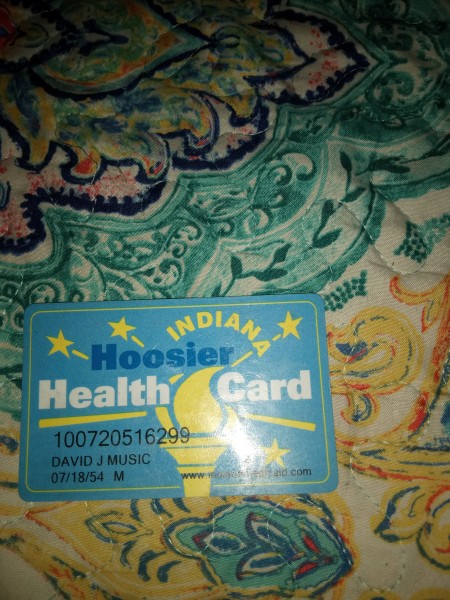 INDIANA
Hoosier
Health Card
100720516299
DAVID J MUSIC
07/18/54 M